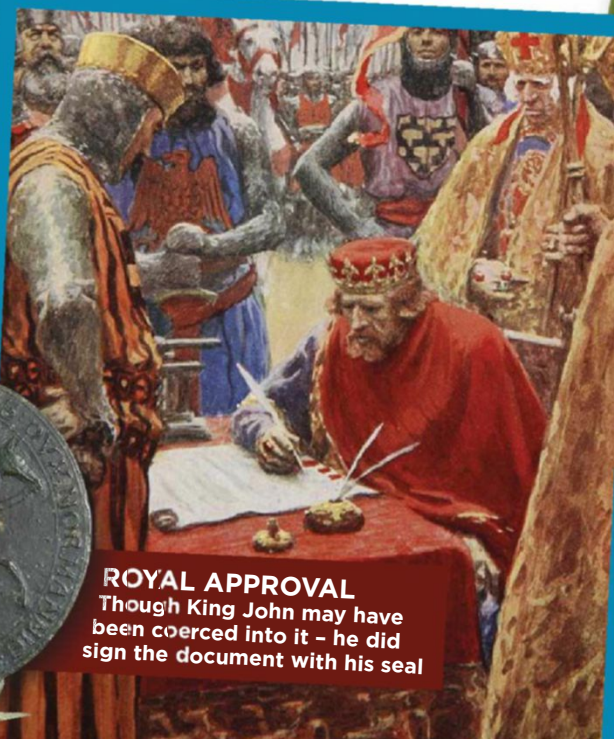 ROYAL APPROVAL
Though King John may have
been coerced into it – he did
sign the document with his seal